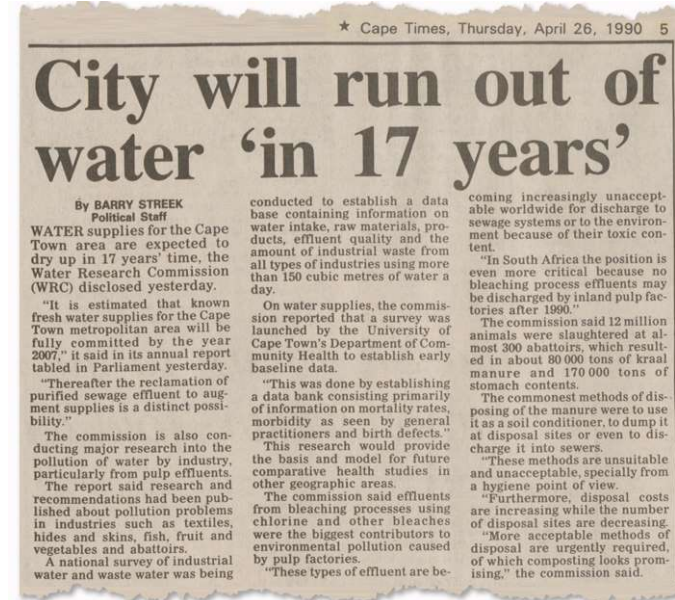 ★ Cape Times, Thursday, April 26, 1990 5
City will run out of
water ‘in 17 years’
By BARRY STREEK
Political Staff
WATER supplies for the Cape
Town area are expected to
dry up in 17 years' time, the
Water Research Commission
(WRC) disclosed yesterday.
"It is estimated that known
fresh water supplies for the Cape
Town metropolitan area will be
fully committed by the year
2007," it said in its annual report
tabled in Parliament yesterday.
"Thereafter the reclamation of
purified sewage effluent to aug-
ment supplies is a distinct possi-
bility."
The commission is also con-
ducting major research into the
pollution of water by industry,
particularly from pulp effluents.
The report said research and
recommendations had been pub-
lished about pollution problems
in industries such as textiles,
hides and skins, fish, fruit and
vegetables and abattoirs.
A national survey of industrial
water and waste water was being
conducted to establish a data
base containing information on
water intake, raw materials, pro-
ducts, effluent quality and the
amount of industrial waste from
all types of industries using more
than 150 cubic metres of water a
day.
On water supplies, the commis-
sion reported that a survey was
launched by the University of
Cape Town's Department of Com-
munity Health to establish early
baseline data.
"This was done by establishing
a data bank consisting primarily
of information on mortality rates,
morbidity as seen by general
practitioners and birth defects."
This research would provide
the basis and model for future
comparative health studies in
other geographic areas.
The commission said effluents
from bleaching processes using
chlorine and other bleaches
were the biggest contributors to
environmental pollution caused
by pulp factories.
"These types of effluent are be-
coming increasingly unaccept-
able worldwide for discharge to
sewage systems or to the environ-
ment because of their toxic con-
tent.
"In South Africa the position is
even more critical because no
bleaching process effluents may
be discharged by inland pulp fac-
tories after 1990."
The commission said 12 million
animals were slaughtered at al-
most 300 abattoirs, which result-
ed in about 80 000 tons of kraal
manure and 170 000 tons of
stomach contents.
The commonest methods of dis-
posing of the manure were to use
it as a soil conditioner, to dump it
at disposal sites or even to dis-
charge it into sewers.
"These methods are unsuitable
and unacceptable, specially from
a hygiene point of view.
"Furthermore, disposal costs
are increasing while the number
of disposal sites are decreasing.
"More acceptable methods of
disposal are urgently required,
of which composting looks prom-
ising," the commission said.